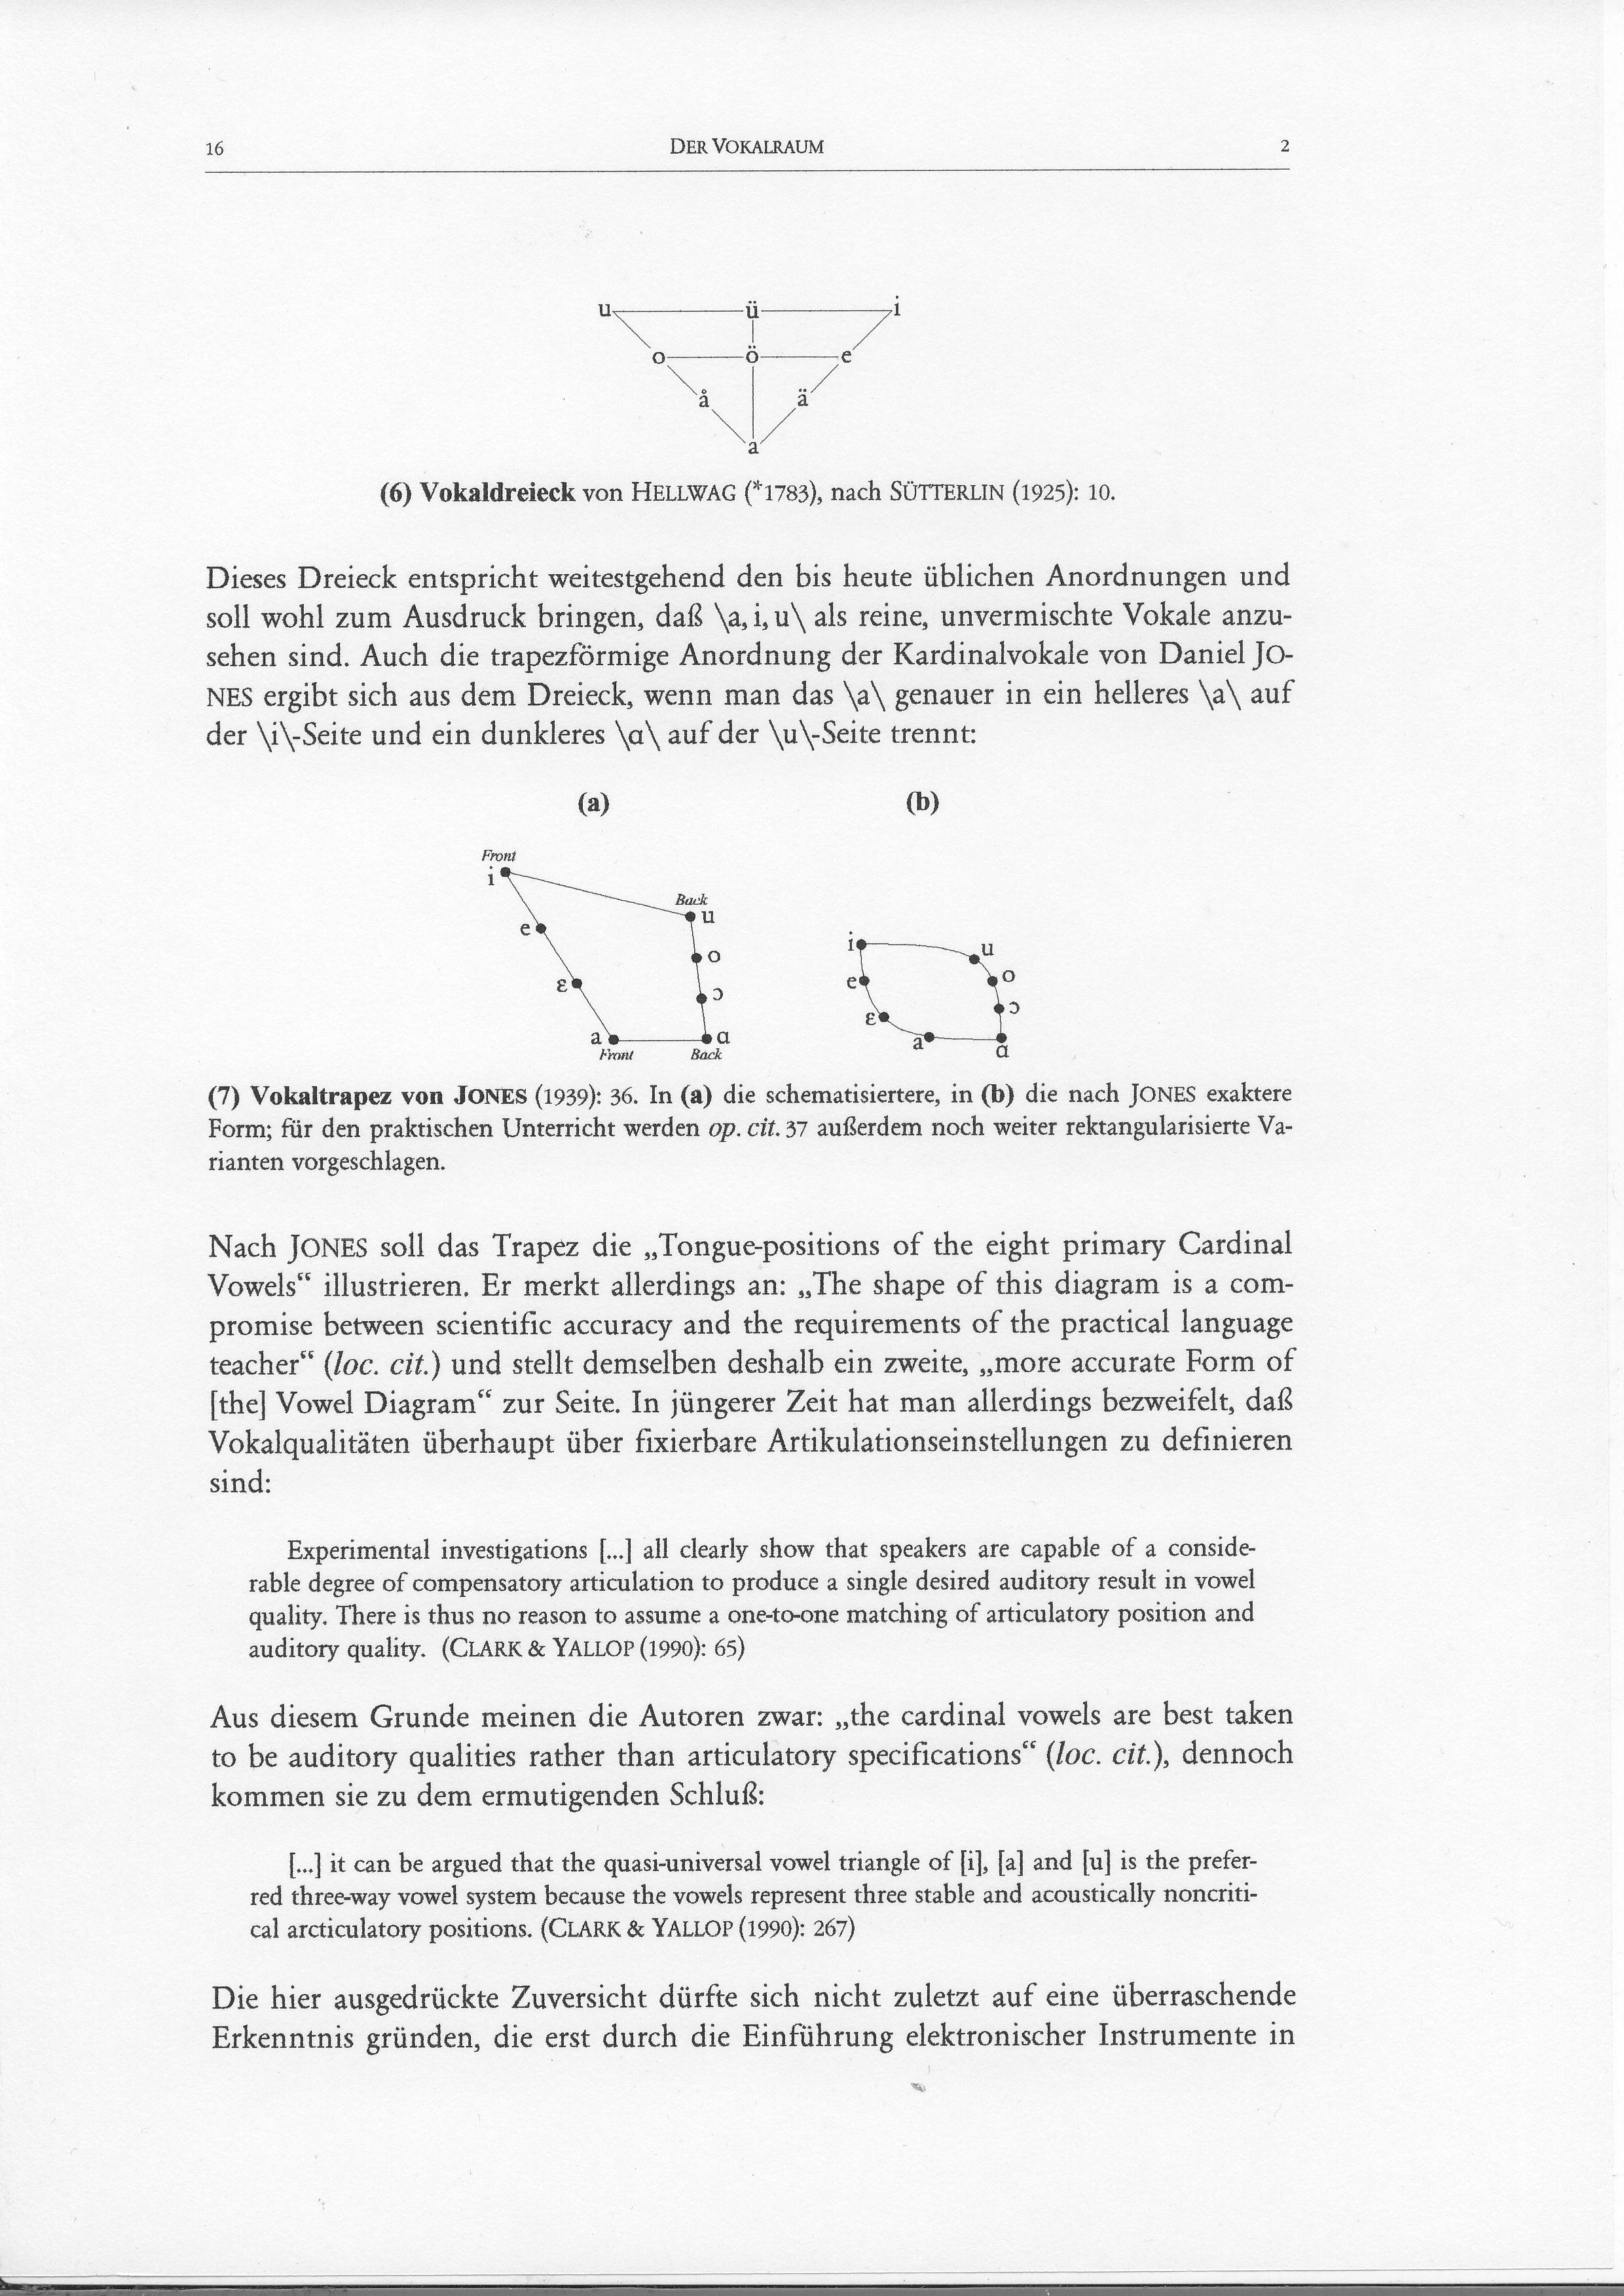 16 DER VOKALRAUM 2
u ü i
o ö e
å ä
a
(6) Vokaldreieck von HELLWAG (*1783), nach SÜTTERLIN (1925): 10.
Dieses Dreieck entspricht weitestgehend den bis heute üblichen Anordnungen und
soll wohl zum Ausdruck bringen, daß \a, i, u\ als reine, unvermischte Vokale anzu-
sehen sind. Auch die trapezförmige Anordnung der Kardinalvokale von Daniel JO-
NES ergibt sich aus dem Dreieck, wenn man das \a\ genauer in ein helleres \a\ auf
der \i\-Seite und ein dunkleres \ɑ\ auf der \u\-Seite trennt:
(a) (b)
Front
i
Back
u
e
o
ɛ
ɔ
a ɑ
Front Back
i u
e o
ɛ ɔ
a ɑ
(7) Vokaltrapez von JONES (1939): 36. In (a) die schematisiertere, in (b) die nach JONES exaktere
Form; für den praktischen Unterricht werden op. cit. 37 außerdem noch weiter rektangularisierte Va-
rianten vorgeschlagen.
Nach JONES soll das Trapez die „Tongue-positions of the eight primary Cardinal
Vowels“ illustrieren. Er merkt allerdings an: „The shape of this diagram is a com-
promise between scientific accuracy and the requirements of the practical language
teacher“ (loc. cit.) und stellt demselben deshalb ein zweite, „more accurate Form of
[the] Vowel Diagram“ zur Seite. In jüngerer Zeit hat man allerdings bezweifelt, daß
Vokalqualitäten überhaupt über fixierbare Artikulationseinstellungen zu definieren
sind:
Experimental investigations [...] all clearly show that speakers are capable of a conside-
rable degree of compensatory articulation to produce a single desired auditory result in vowel
quality. There is thus no reason to assume a one-to-one matching of articulatory position and
auditory quality. (CLARK & YALLOP (1990): 65)
Aus diesem Grunde meinen die Autoren zwar: „the cardinal vowels are best taken
to be auditory qualities rather than articulatory specifications“ (loc. cit.), dennoch
kommen sie zu dem ermutigenden Schluß:
[...] it can be argued that the quasi-universal vowel triangle of [i], [a] and [u] is the prefer-
red three-way vowel system because the vowels represent three stable and acoustically noncriti-
cal arcticulatory positions. (CLARK & YALLOP (1990): 267)
Die hier ausgedrückte Zuversicht dürfte sich nicht zuletzt auf eine überraschende
Erkenntnis gründen, die erst durch die Einführung elektronischer Instrumente in